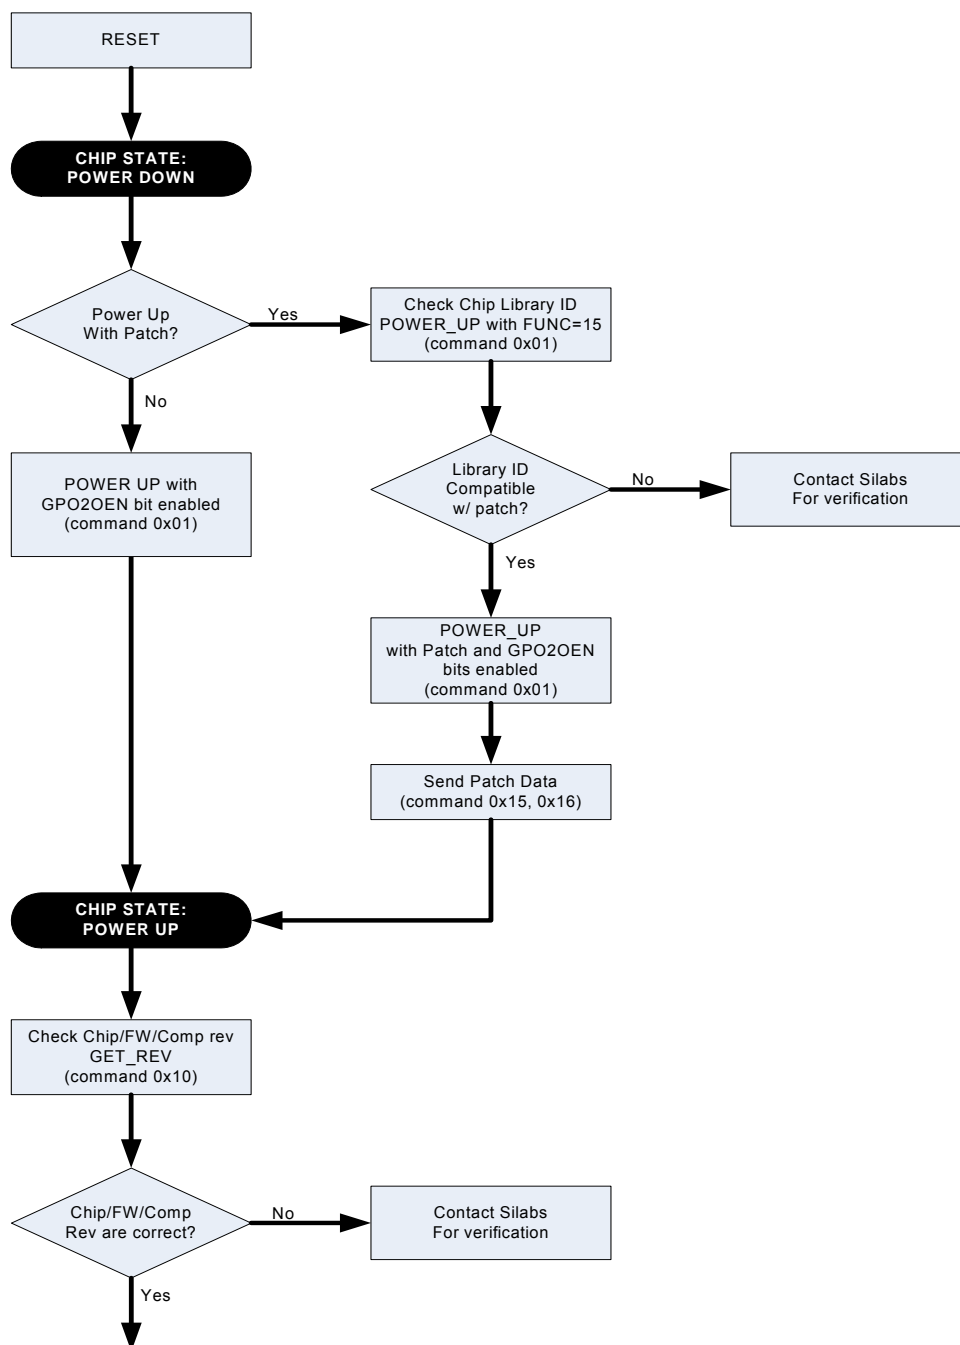 RESET
CHIP STATE:
POWER DOWN
Power Up
With Patch?
Yes
Check Chip Library ID
POWER_UP with FUNC=15
(command 0x01)
No
POWER UP with
GPO2OEN bit enabled
(command 0x01)
Library ID
Compatible
w/ patch?
No
Contact Silabs
For verification
Yes
POWER_UP
with Patch and GPO2OEN
bits enabled
(command 0x01)
Send Patch Data
(command 0x15, 0x16)
CHIP STATE:
POWER UP
Check Chip/FW/Comp rev
GET_REV
(command 0x10)
Chip/FW/Comp
Rev are correct?
No
Contact Silabs
For verification
Yes